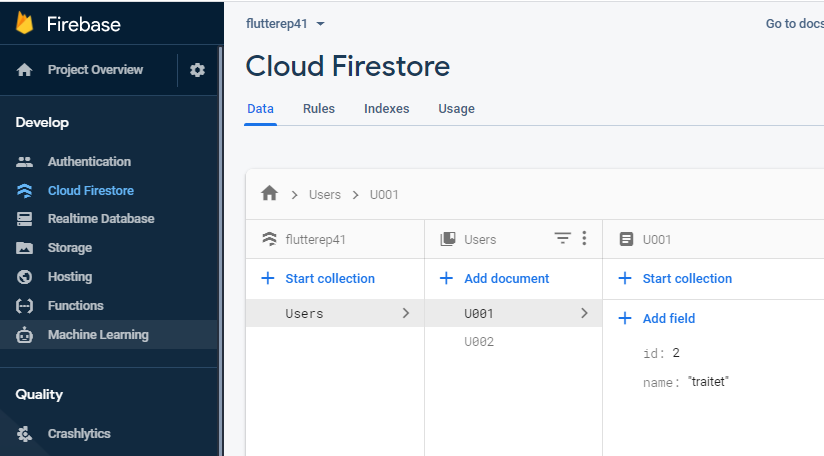 Firebase
Project Overview
Develop
Authentication
Cloud Firestore
Realtime Database
Storage
Hosting
Functions
Machine Learning
Quality
Crashlytics
flutterep41
Go to docs
Cloud Firestore
Data Rules Indexes Usage
Users U001
flutterep41 Users U001
Start collection Add document Start collection
Users U001 Add field
U002
id: 2
name: "traitet"